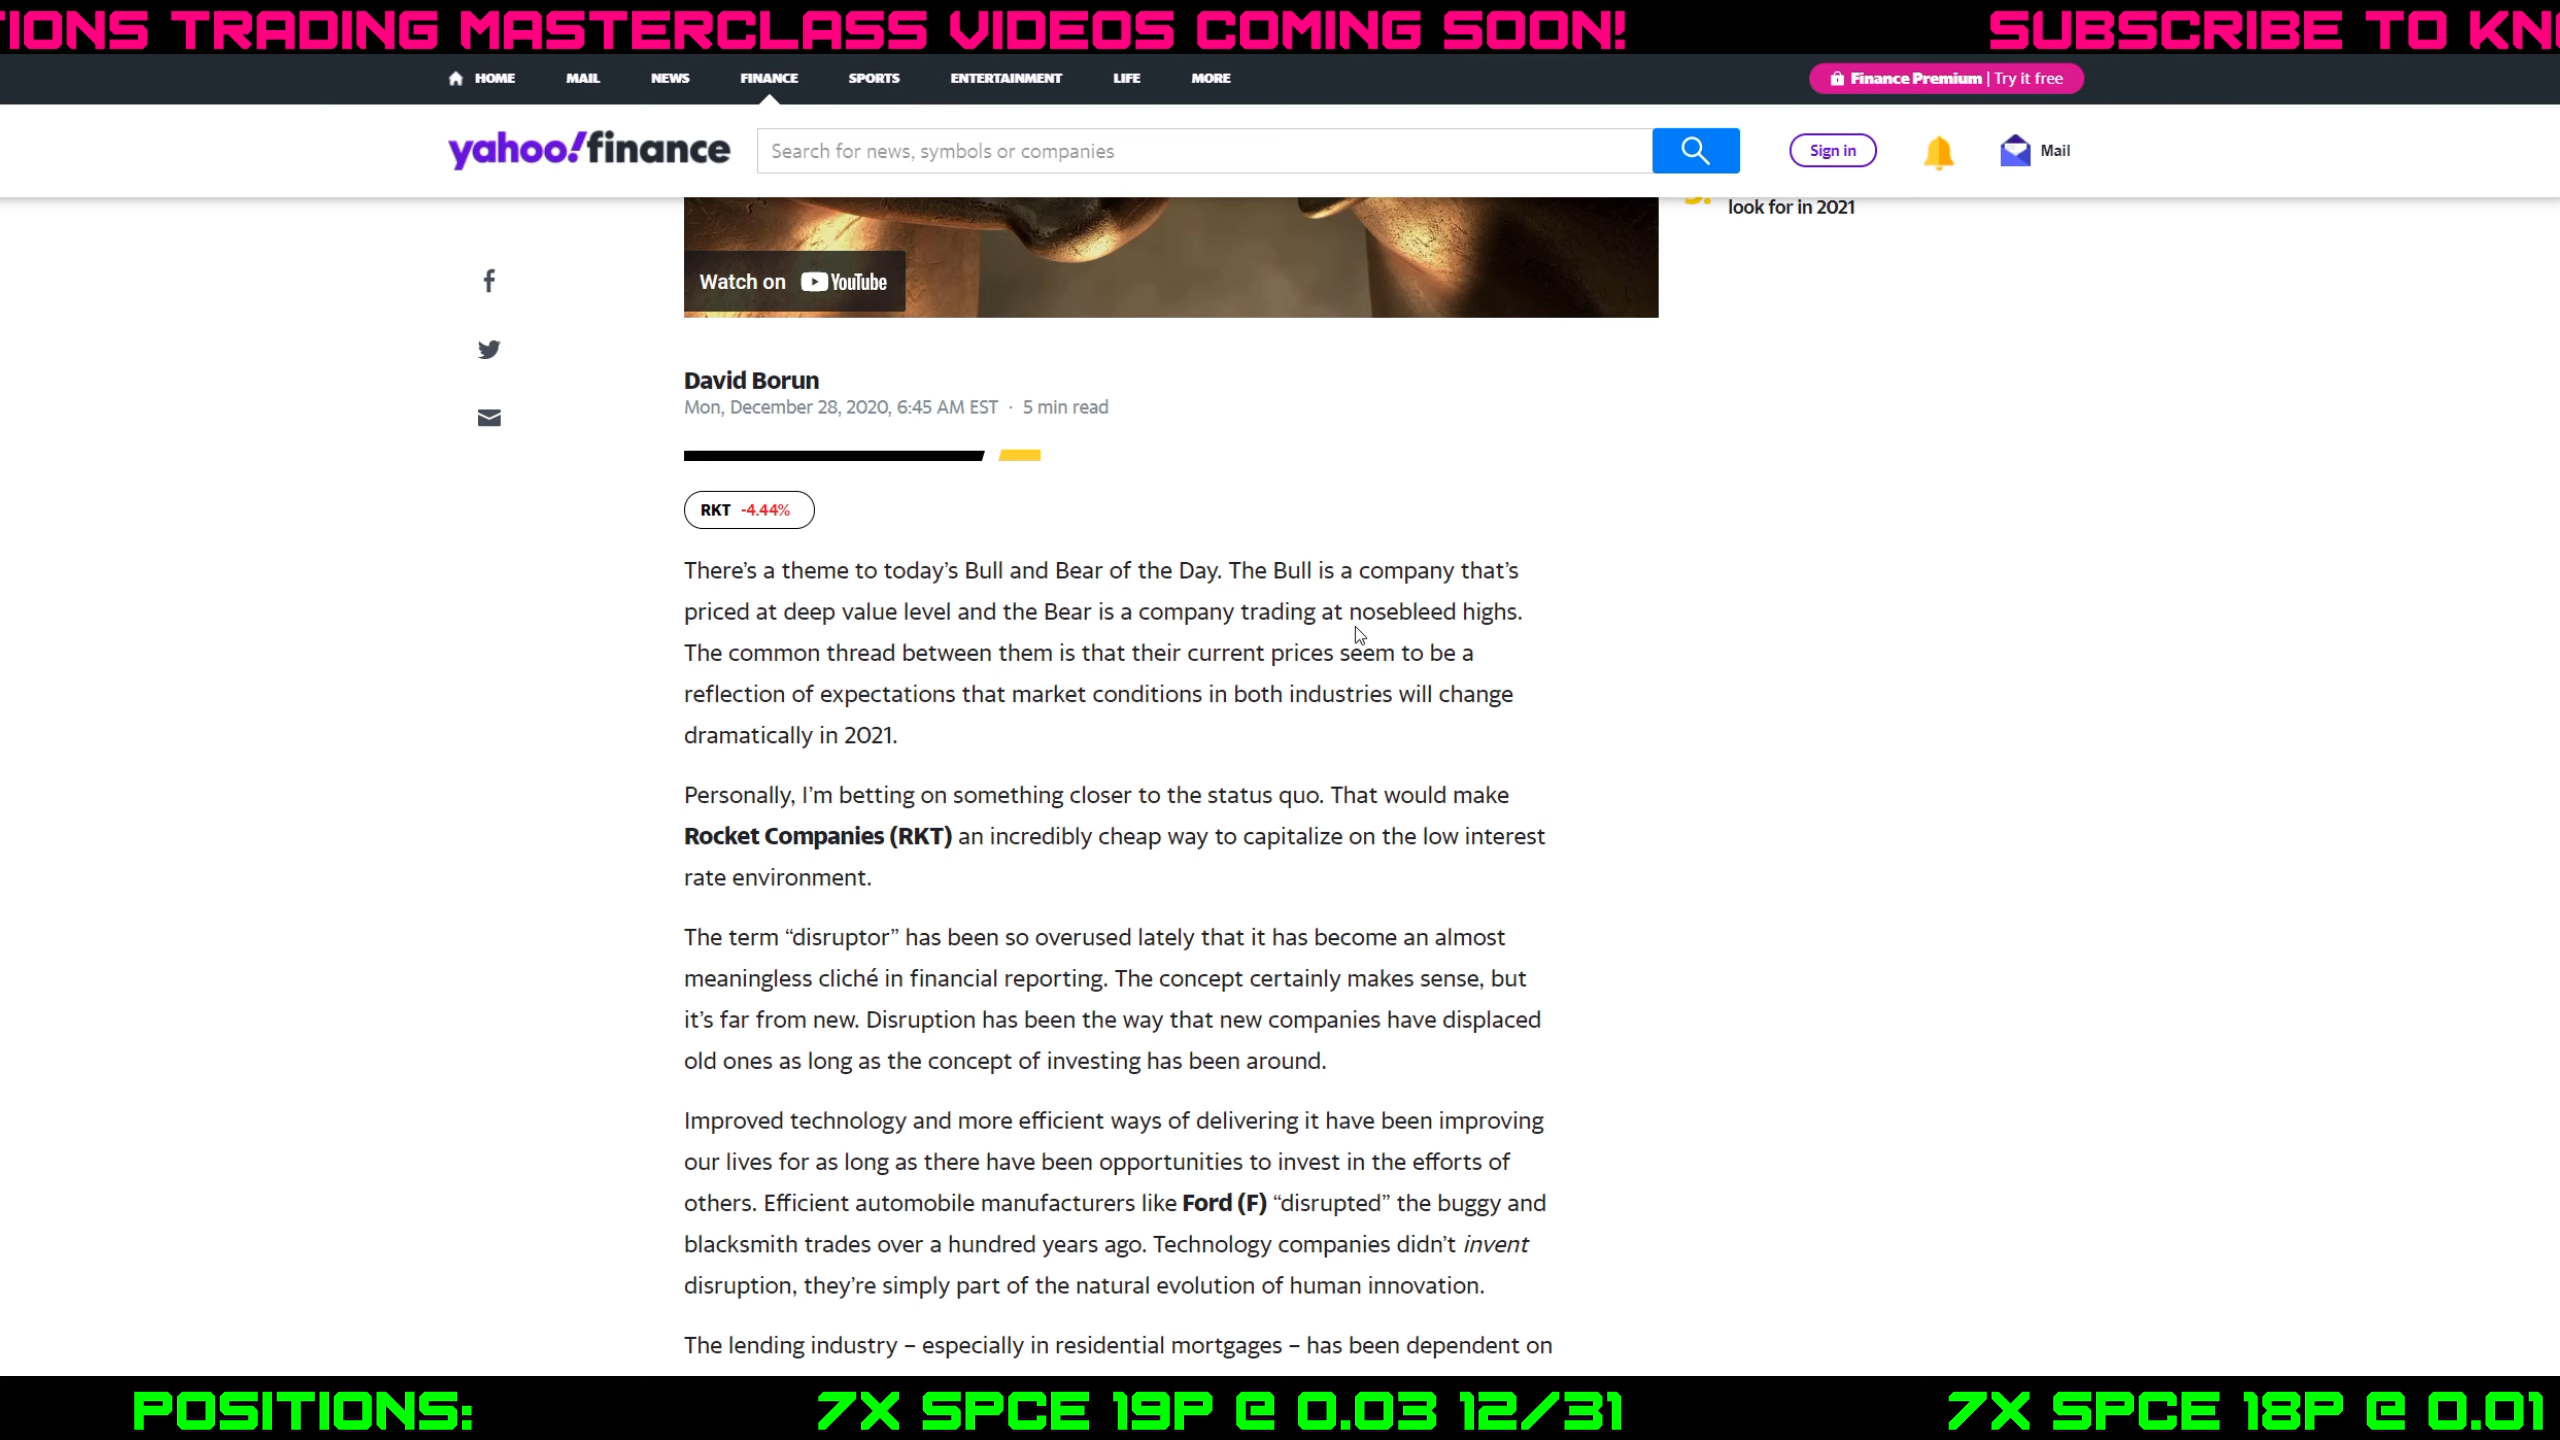 TIONS TRADING MASTERCLASS VIDEOS COMING SOON! SUBSCRIBE TO
HOME MAIL NEWS FINANCE SPORTS ENTERTAINMENT LIFE MORE Finance Premium | Try it free
yahoo!finance Search for news, symbols or companies Sign in Mail
look for in 2021
Watch on YouTube
David Borun
Mon, December 28, 2020, 6:45 AM EST · 5 min read
RKT -4.44%
There’s a theme to today’s Bull and Bear of the Day. The Bull is a company that’s
priced at deep value level and the Bear is a company trading at nosebleed highs.
The common thread between them is that their current prices seem to be a
reflection of expectations that market conditions in both industries will change
dramatically in 2021.
Personally, I’m betting on something closer to the status quo. That would make
Rocket Companies (RKT) an incredibly cheap way to capitalize on the low interest
rate environment.
The term “disruptor” has been so overused lately that it has become an almost
meaningless cliché in financial reporting. The concept certainly makes sense, but
it’s far from new. Disruption has been the way that new companies have displaced
old ones as long as the concept of investing has been around.
Improved technology and more efficient ways of delivering it have been improving
our lives for as long as there have been opportunities to invest in the efforts of
others. Efficient automobile manufacturers like Ford (F) “disrupted” the buggy and
blacksmith trades over a hundred years ago. Technology companies didn’t invent
disruption, they’re simply part of the natural evolution of human innovation.
The lending industry – especially in residential mortgages – has been dependent on
POSITIONS: 7X SPCE 19P @ 0.03 12/31 7X SPCE 18P @ 0.01